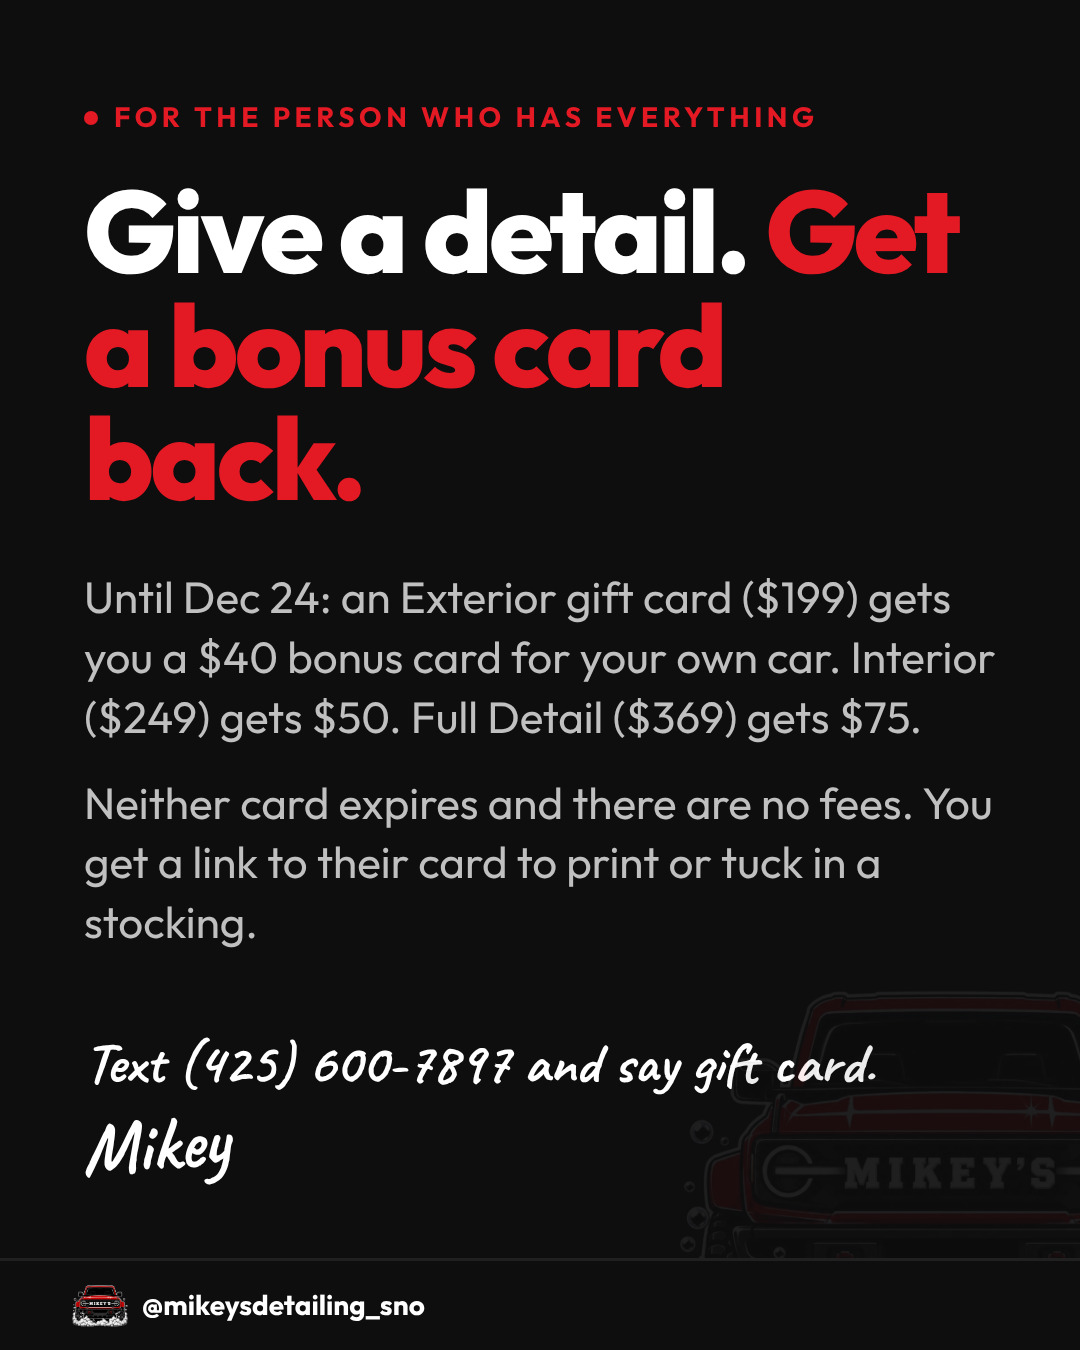 FOR THE PERSON WHO HAS EVERYTHING
Give a detail. Get
a bonus card
back.
Until Dec 24: an Exterior gift card ($199) gets
you a $40 bonus card for your own car. Interior
($249) gets $50. Full Detail ($369) gets $75.
Neither card expires and there are no fees. You
get a link to their card to print or tuck in a
stocking.
Text (425) 600-7897 and say gift card.
Mikey
MIKEY'S
MIKEY'S
@mikeysdetailing_sno